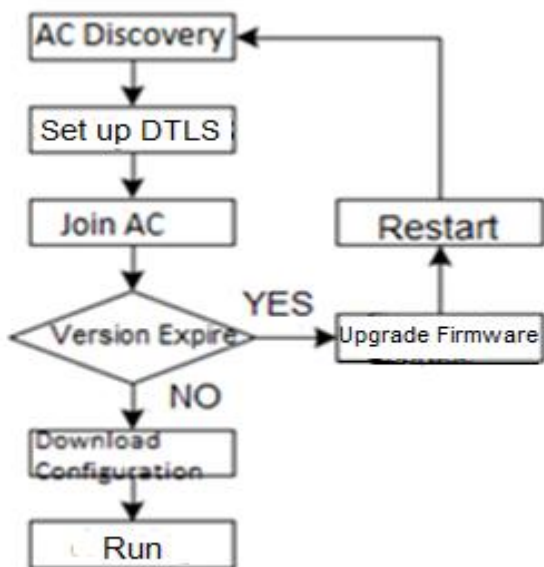 AC Discovery
Set up DTLS
Join AC
Restart
YES
Version Expire
Upgrade Firmware
NO
Download
Configuration
Run